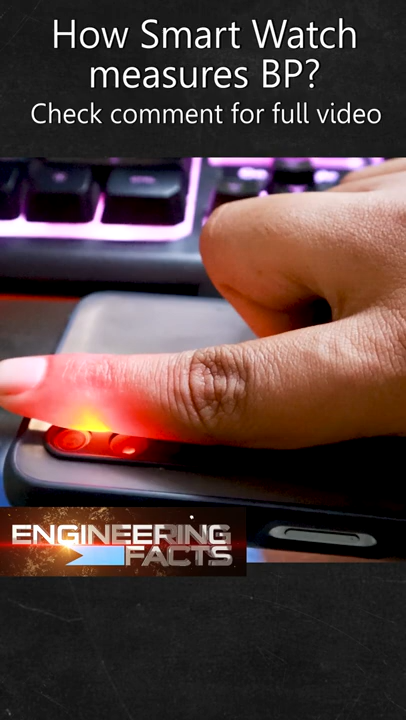 How Smart Watch
measures BP?
Check comment for full video
ENGINEERING
FACTS